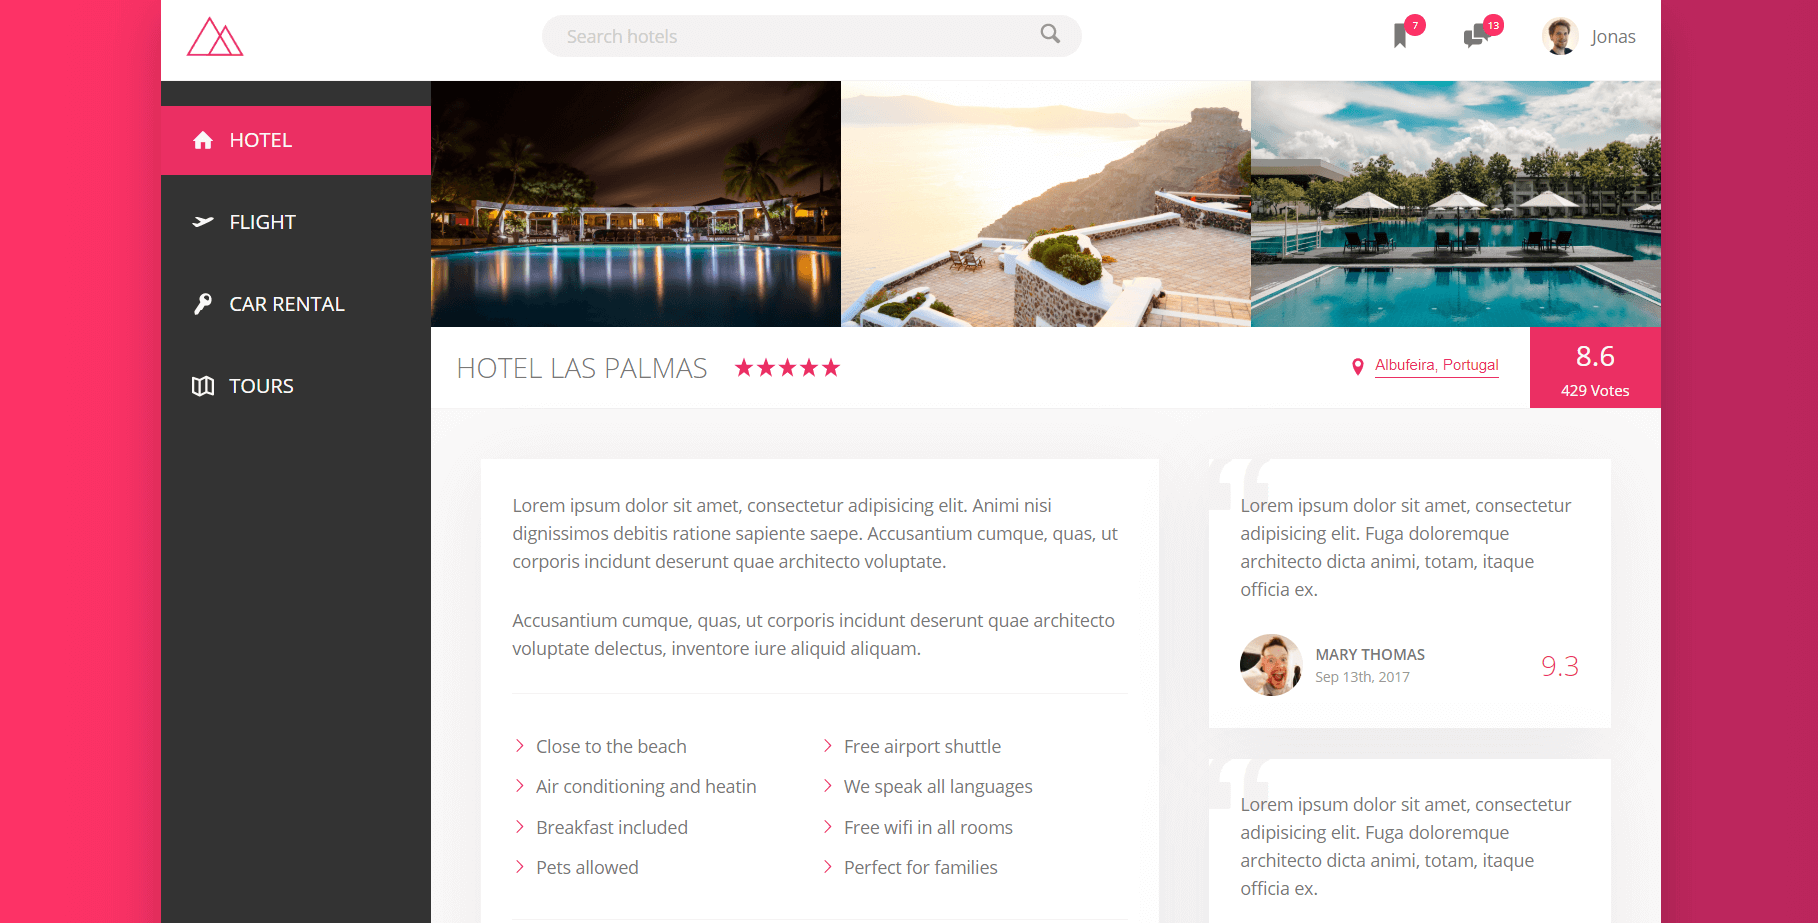 Search hotels
7
13
Jonas
HOTEL
FLIGHT
CAR RENTAL
TOURS
HOTEL LAS PALMAS
Albufeira, Portugal
8.6
429 Votes
Lorem ipsum dolor sit amet, consectetur adipisicing elit. Animi nisi
dignissimos debitis ratione sapiente saepe. Accusantium cumque, quas, ut
corporis incidunt deserunt quae architecto voluptate.
Accusantium cumque, quas, ut corporis incidunt deserunt quae architecto
voluptate delectus, inventore iure aliquid aliquam.
Close to the beach
Free airport shuttle
Air conditioning and heatin
We speak all languages
Breakfast included
Free wifi in all rooms
Pets allowed
Perfect for families
“
Lorem ipsum dolor sit amet, consectetur
adipisicing elit. Fuga doloremque
architecto dicta animi, totam, itaque
officia ex.
MARY THOMAS
Sep 13th, 2017
9.3
“
Lorem ipsum dolor sit amet, consectetur
adipisicing elit. Fuga doloremque
architecto dicta animi, totam, itaque
officia ex.